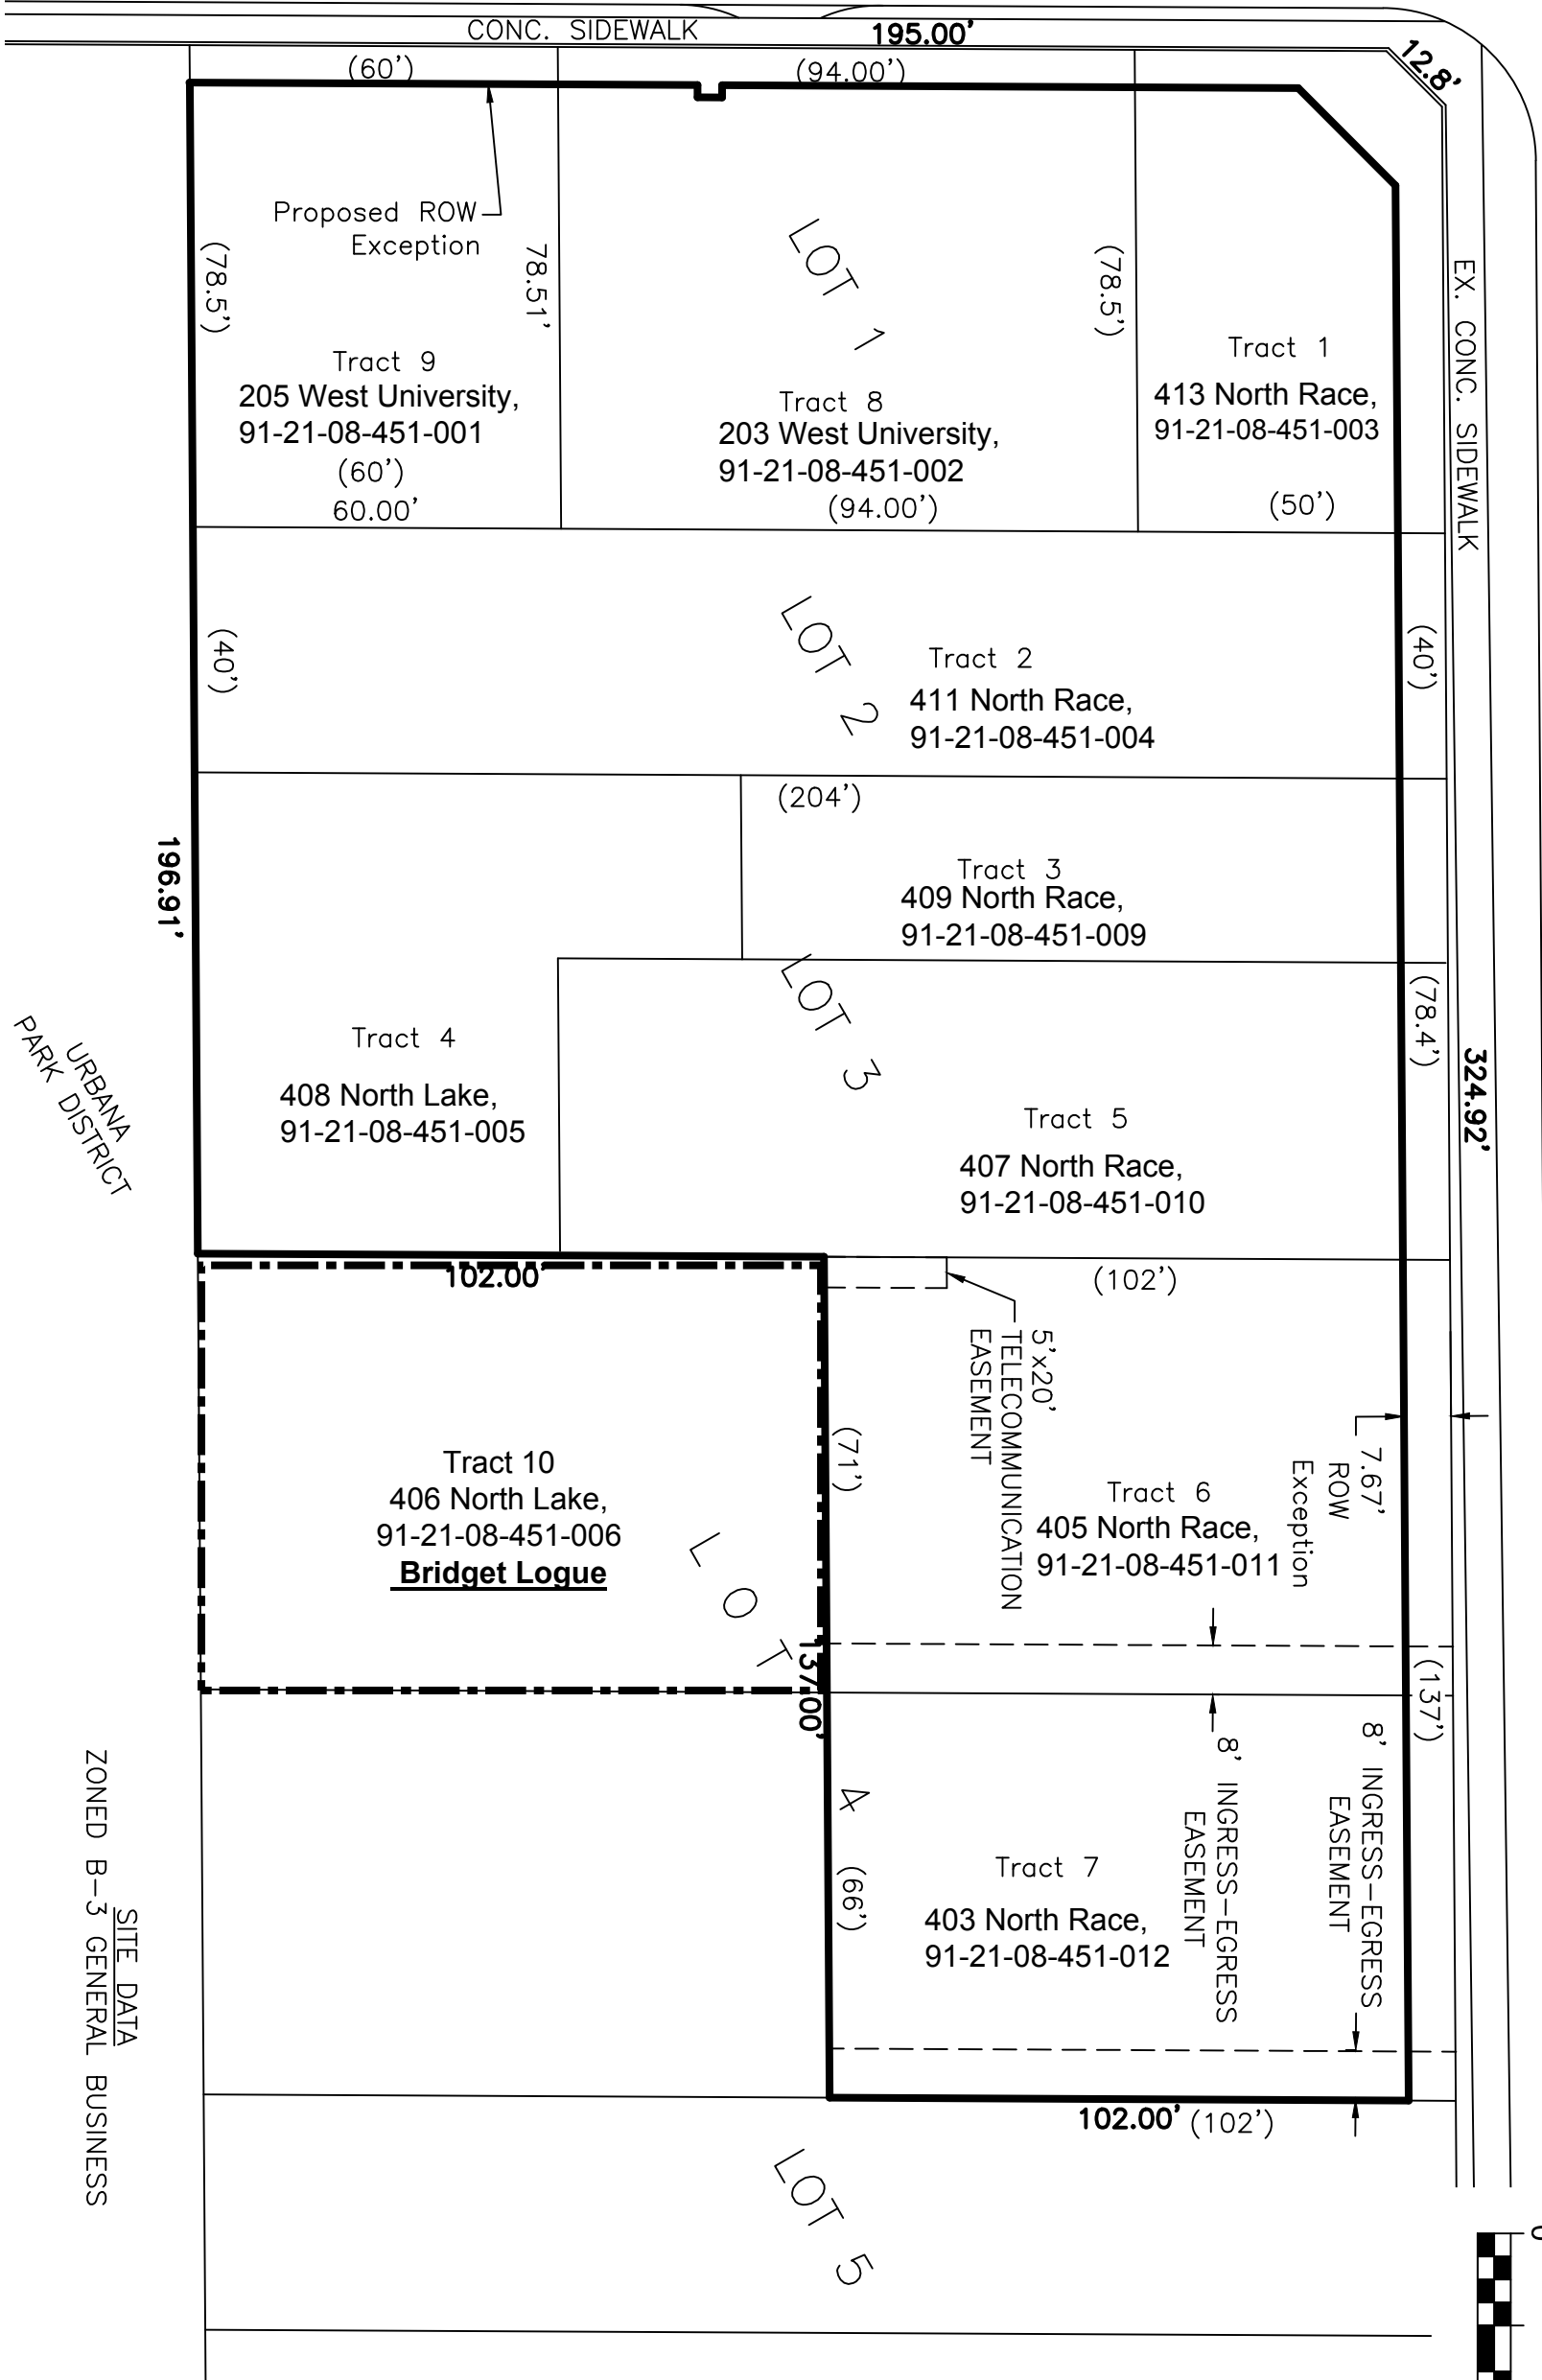 CONC. SIDEWALK
195.00'
12.8'
(60')
(94.00')
Proposed ROW
Exception
(78.5')
78.51'
LOT 1
(78.5')
EX. CONC. SIDEWALK
Tract 9
205 West University,
91-21-08-451-001
(60')
60.00'
Tract 8
203 West University,
91-21-08-451-002
(94.00')
Tract 1
413 North Race,
91-21-08-451-003
(50')
(40')
LOT 2
Tract 2
411 North Race,
91-21-08-451-004
(40')
(204')
196.91'
Tract 3
409 North Race,
91-21-08-451-009
LOT 3
(78.4')
324.92'
URBANA
PARK DISTRICT
Tract 4
408 North Lake,
91-21-08-451-005
Tract 5
407 North Race,
91-21-08-451-010
102.00'
(102')
5'x20'
TELECOMMUNICATION
EASEMENT
(71')
7.67'
ROW
Exception
Tract 10
406 North Lake,
91-21-08-451-006
Bridget Logue
Tract 6
405 North Race,
91-21-08-451-011
LOT 4
137.00'
(137')
8' INGRESS-EGRESS
EASEMENT
8' INGRESS-EGRESS
EASEMENT
(66')
Tract 7
403 North Race,
91-21-08-451-012
SITE DATA
ZONED B-3 GENERAL BUSINESS
102.00' (102')
LOT 5
0